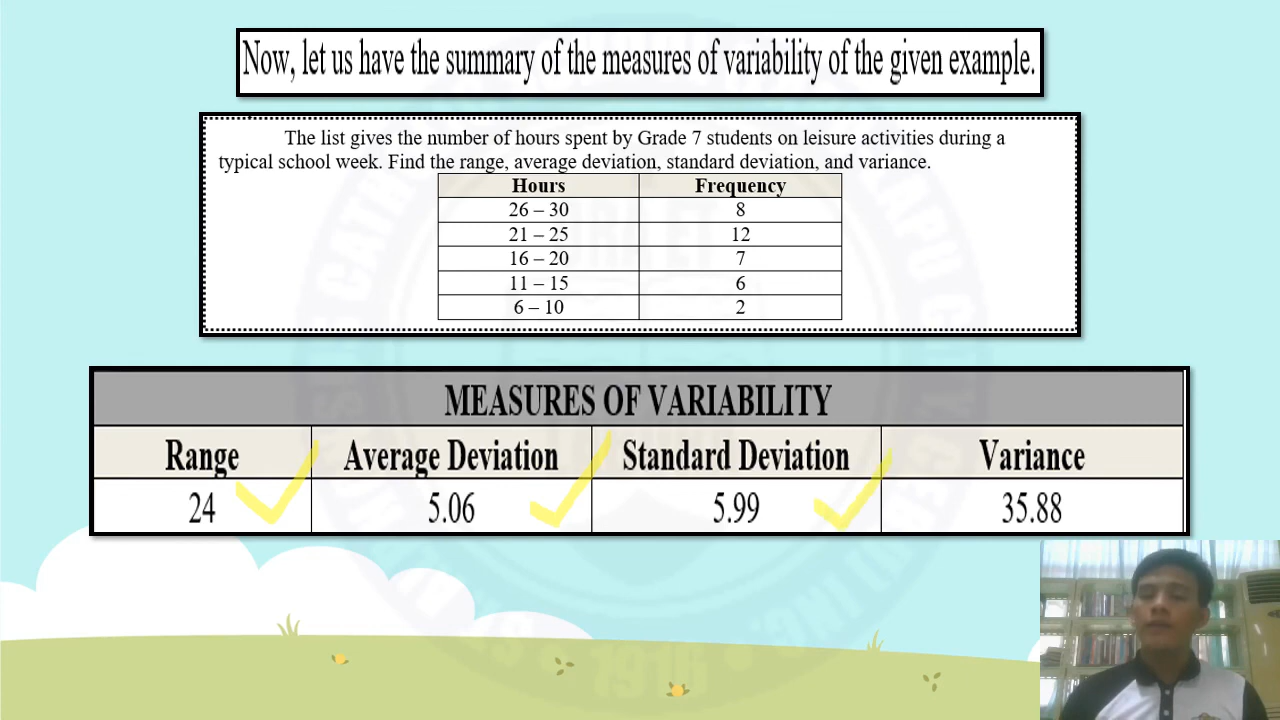 Now, let us have the summary of the measures of variability of the given example.
The list gives the number of hours spent by Grade 7 students on leisure activities during a
typical school week. Find the range, average deviation, standard deviation, and variance.
Hours Frequency
26 – 30 8
21 – 25 12
16 – 20 7
11 – 15 6
6 – 10 2
MEASURES OF VARIABILITY
Range Average Deviation Standard Deviation Variance
24 5.06 5.99 35.88